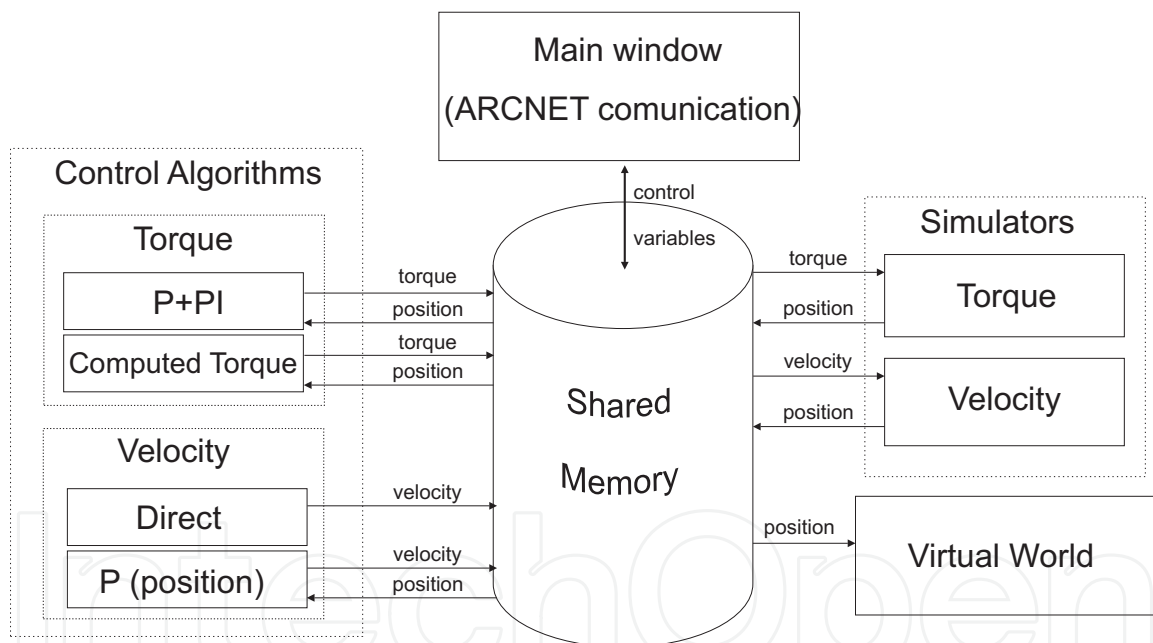 Main window
(ARCNET comunication)
control
variables
Control Algorithms
Torque
P+PI
torque
position
Computed Torque
torque
position
Velocity
Direct
velocity
P (position)
velocity
position
Shared
Memory
Simulators
torque
Torque
position
velocity
Velocity
position
position
Virtual World
IntechOpen